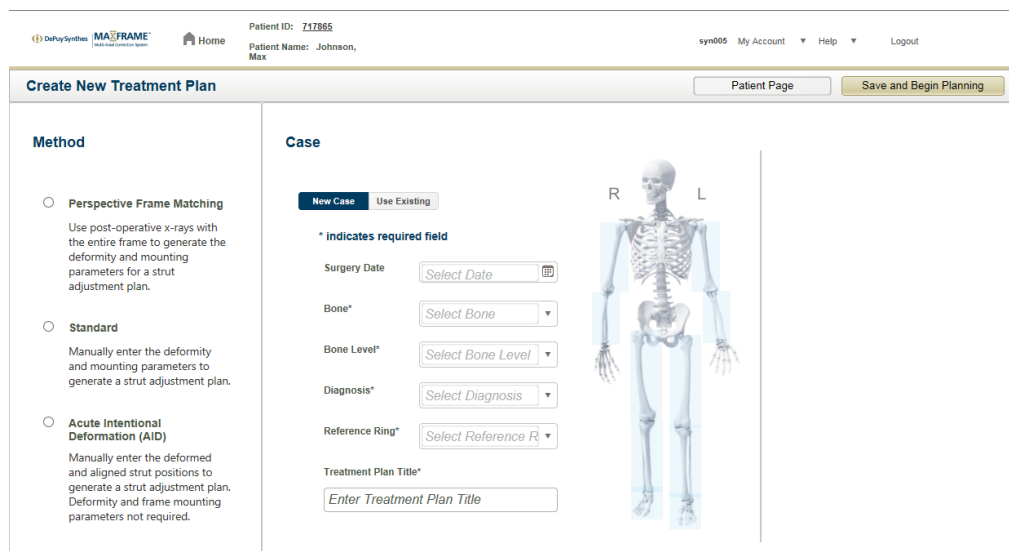 DePuySynthes
MAXFRAME™
Multi-Axial Correction System
Home
Patient ID: 717865
Patient Name: Johnson,
Max
syn005 My Account ▼ Help ▼ Logout
Create New Treatment Plan
Patient Page
Save and Begin Planning
Method
Perspective Frame Matching
Use post-operative x-rays with
the entire frame to generate the
deformity and mounting
parameters for a strut
adjustment plan.
Standard
Manually enter the deformity
and mounting parameters to
generate a strut adjustment plan.
Acute Intentional
Deformation (AID)
Manually enter the deformed
and aligned strut positions to
generate a strut adjustment plan.
Deformity and frame mounting
parameters not required.
Case
New Case Use Existing
* indicates required field
Surgery Date Select Date
Bone* Select Bone
Bone Level* Select Bone Level
Diagnosis* Select Diagnosis
Reference Ring* Select Reference R
Treatment Plan Title*
Enter Treatment Plan Title
R L